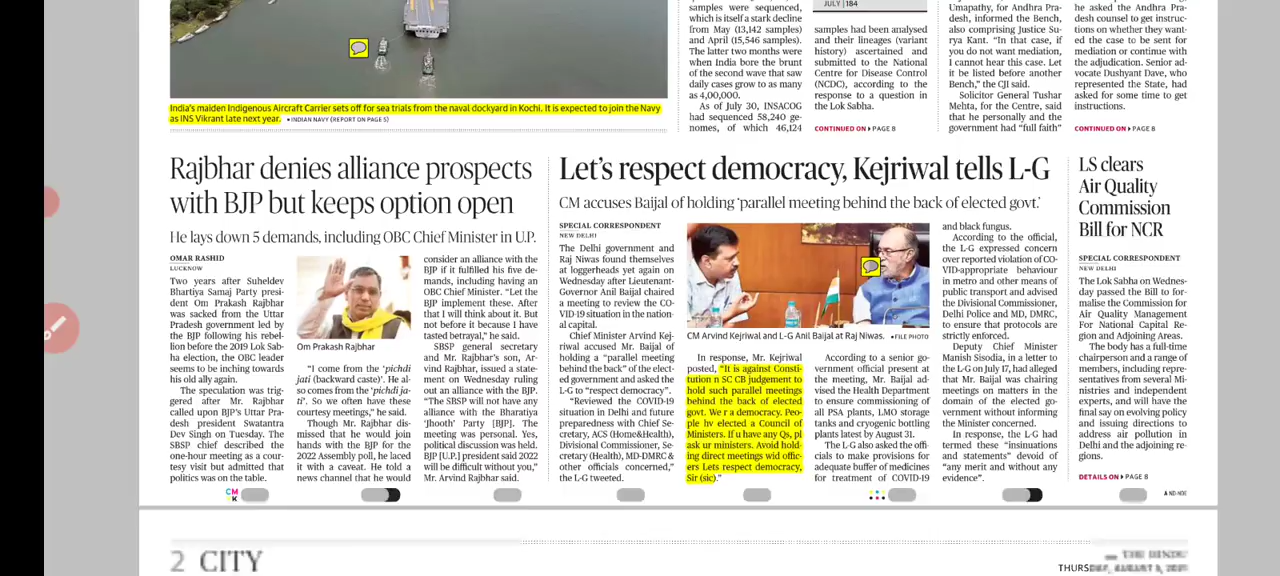 samples were sequenced,
which is itself a stark decline
from May (13,142 samples)
and April (15,546 samples).
The latter two months were
when India bore the brunt
of the second wave that saw
daily cases grow to as many
as 4,00,000.
As of July 30, INSACOG
had sequenced 58,240 ge-
nomes, of which 46,124
JULY | 184
samples had been analysed
and their lineages (variant
history) ascertained and
submitted to the National
Centre for Disease Control
(NCDC), according to the
response to a question in
the Lok Sabha.
CONTINUED ON ▸ PAGE 8
Umapathy, for Andhra Pra-
desh, informed the Bench,
also comprising Justice Su-
rya Kant. “In that case, if
you do not want mediation,
I cannot hear this case. Let
it be listed before another
Bench,” the CJI said.
Solicitor General Tushar
Mehta, for the Centre, said
that he personally and the
government had “full faith”
he asked the Andhra Pra-
desh counsel to get instruc-
tions on whether they want-
ed the case to be sent for
mediation or continue with
the adjudication. Senior ad-
vocate Dushyant Dave, who
represented the State, had
asked for some time to get
instructions.
CONTINUED ON ▸ PAGE 8
India’s maiden Indigenous Aircraft Carrier sets off for sea trials from the naval dockyard in Kochi. It is expected to join the Navy
as INS Vikrant late next year. • INDIAN NAVY (REPORT ON PAGE 5)
Rajbhar denies alliance prospects
with BJP but keeps option open
He lays down 5 demands, including OBC Chief Minister in U.P.
OMAR RASHID
LUCKNOW
Two years after Suheldev
Bhartiya Samaj Party presi-
dent Om Prakash Rajbhar
was sacked from the Uttar
Pradesh government led by
the BJP following his rebel-
lion before the 2019 Lok Sab-
ha election, the OBC leader
seems to be inching towards
his old ally again.
The speculation was trig-
gered after Mr. Rajbhar
called upon BJP’s Uttar Pra-
desh president Swatantra
Dev Singh on Tuesday. The
SBSP chief described the
one-hour meeting as a cour-
tesy visit but admitted that
politics was on the table.
Om Prakash Rajbhar
“I come from the ‘pichdi
jati (backward caste)’. He al-
so comes from the ‘pichdi ja-
ti’. So we often have these
courtesy meetings,” he said.
Though Mr. Rajbhar dis-
missed that he would join
hands with the BJP for the
2022 Assembly poll, he laced
it with a caveat. He told a
news channel that he would
consider an alliance with the
BJP if it fulfilled his five de-
mands, including having an
OBC Chief Minister. “Let the
BJP implement these. After
that I will think about it. But
not before it because I have
tasted betrayal,” he said.
SBSP general secretary
and Mr. Rajbhar’s son, Ar-
vind Rajbhar, issued a state-
ment on Wednesday ruling
out an alliance with the BJP.
“The SBSP will not have any
alliance with the Bharatiya
‘Jhooth’ Party [BJP]. The
meeting was personal. Yes,
political discussion was held.
BJP [U.P.] president said 2022
will be difficult without you,”
Mr. Arvind Rajbhar said.
Let’s respect democracy, Kejriwal tells L-G
CM accuses Baijal of holding ‘parallel meeting behind the back of elected govt.’
SPECIAL CORRESPONDENT
NEW DELHI
The Delhi government and
Raj Niwas found themselves
at loggerheads yet again on
Wednesday after Lieutenant-
Governor Anil Baijal chaired
a meeting to review the CO-
VID-19 situation in the nation-
al capital.
Chief Minister Arvind Kej-
riwal accused Mr. Baijal of
holding a “parallel meeting
behind the back” of the elect-
ed government and asked the
L-G to “respect democracy”.
“Reviewed the COVID-19
situation in Delhi and future
preparedness with Chief Sec-
retary, ACS (Home&Health),
Divisional Commissioner, Se-
cretary (Health), MD-DMRC &
other officials concerned,”
the L-G tweeted.
CM Arvind Kejriwal and L-G Anil Baijal at Raj Niwas. • FILE PHOTO
In response, Mr. Kejriwal
posted, “It is against Consti-
tution n SC CB judgement to
hold such parallel meetings
behind the back of elected
govt. We r a democracy. Peo-
ple hv elected a Council of
Ministers. If u have any Qs, pl
ask ur ministers. Avoid hold-
ing direct meetings wid offic-
ers Lets respect democracy,
Sir (sic).”
According to a senior go-
vernment official present at
the meeting, Mr. Baijal ad-
vised the Health Department
to ensure commissioning of
all PSA plants, LMO storage
tanks and cryogenic bottling
plants latest by August 31.
The L-G also asked the offi-
cials to make provisions for
adequate buffer of medicines
for treatment of COVID-19
and black fungus.
According to the official,
the L-G expressed concern
over reported violation of CO-
VID-appropriate behaviour
in metro and other means of
public transport and advised
the Divisional Commissioner,
Delhi Police and MD, DMRC,
to ensure that protocols are
strictly enforced.
Deputy Chief Minister
Manish Sisodia, in a letter to
the L-G on July 17, had alleged
that Mr. Baijal was chairing
meetings on matters in the
domain of the elected go-
vernment without informing
the Minister concerned.
In response, the L-G had
termed these “insinuations
and statements” devoid of
“any merit and without any
evidence”.
LS clears
Air Quality
Commission
Bill for NCR
SPECIAL CORRESPONDENT
NEW DELHI
The Lok Sabha on Wednes-
day passed the Bill to for-
malise the Commission for
Air Quality Management
For National Capital Re-
gion and Adjoining Areas.
The body has a full-time
chairperson and a range of
members, including repre-
sentatives from several Mi-
nistries and independent
experts, and will have the
final say on evolving policy
and issuing directions to
address air pollution in
Delhi and the adjoining re-
gions.
DETAILS ON ▸ PAGE 8
CM
YK
A ND-NDE
2 CITY
THE HINDU
THURSDAY, AUGUST 5, 2021